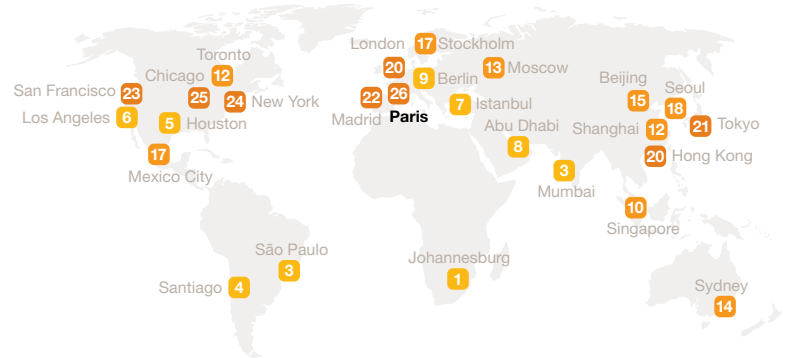 London
17 Stockholm
Toronto
20
Chicago 12
13 Moscow
9 Berlin
Beijing
Seoul
San Francisco 23
25
24 New York
22
26
7 Istanbul
15
18
Los Angeles 6
5 Houston
Madrid
Paris
Abu Dhabi
Shanghai 12
21 Tokyo
17
8
20 Hong Kong
Mexico City
3
Mumbai
10
Singapore
São Paulo
3
Johannesburg
1
Santiago 4
Sydney
14